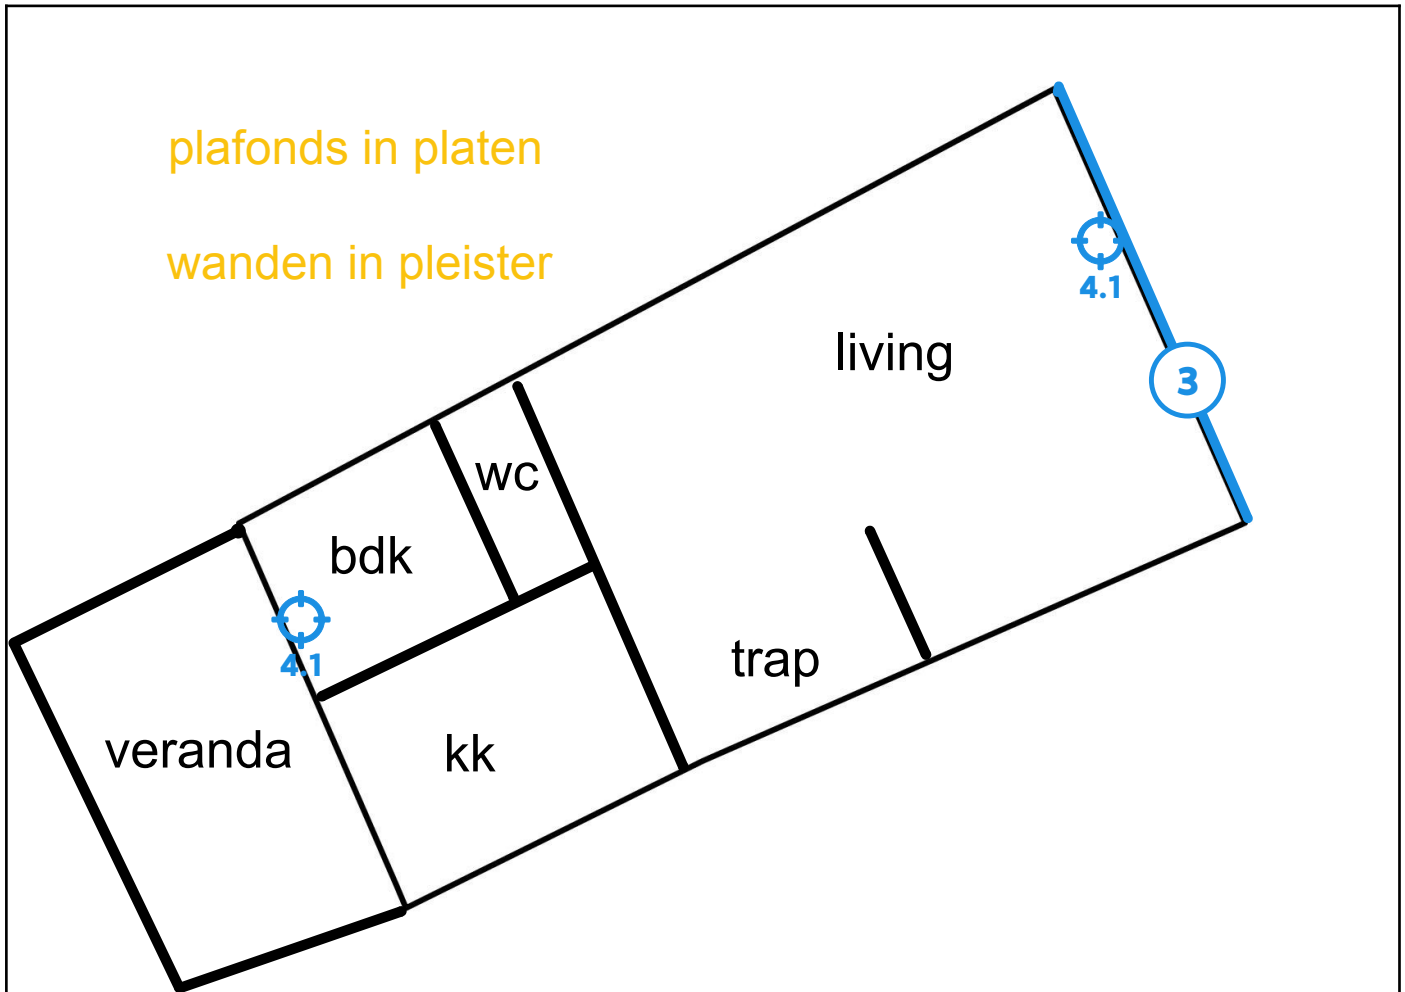 plafonds in platen
wanden in pleister
4.1
living
3
wc
bdk
trap
4.1
veranda
kk